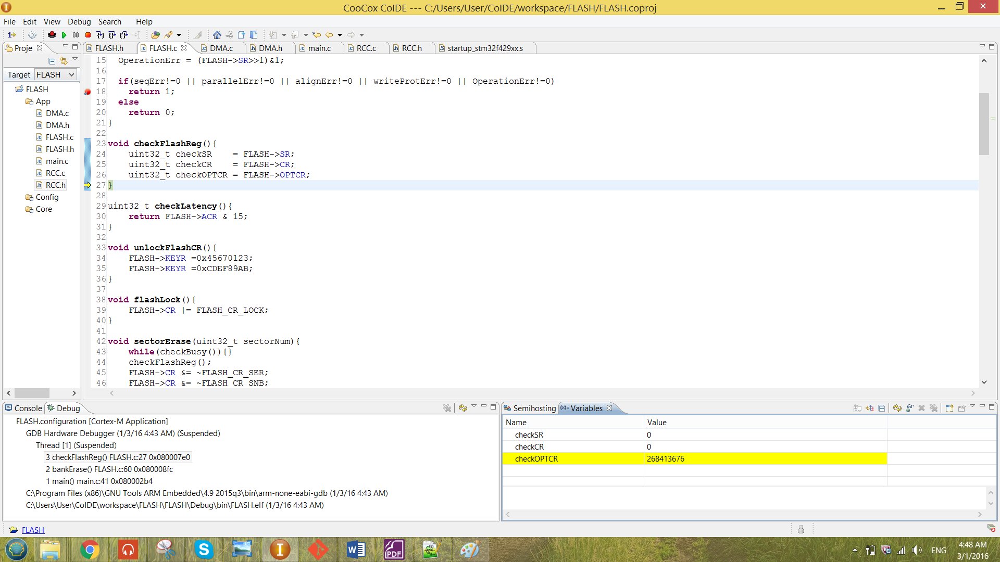 CooCox CoIDE --- C:/Users/User/CoIDE/workspace/FLASH/FLASH.coproj
File Edit View Debug Search Help
Proje
FLASH.h FLASH.c DMA.c DMA.h main.c RCC.c RCC.h startup_stm32f429xx.s
Target FLASH
FLASH
App
DMA.c
DMA.h
FLASH.c
FLASH.h
main.c
RCC.c
RCC.h
Config
Core
15 OperationErr = (FLASH->SR>>1)&1;
16
17 if(seqErr!=0 || parallelErr!=0 || alignErr!=0 || writeProtErr!=0 || OperationErr!=0)
18 return 1;
19 else
20 return 0;
21 }
22
23 void checkFlashReg(){
24 uint32_t checkSR = FLASH->SR;
25 uint32_t checkCR = FLASH->CR;
26 uint32_t checkOPTCR = FLASH->OPTCR;
27 }
28
29 uint32_t checkLatency(){
30 return FLASH->ACR & 15;
31 }
32
33 void unlockFlashCR(){
34 FLASH->KEYR =0x45670123;
35 FLASH->KEYR =0xCDEF89AB;
36 }
37
38 void flashLock(){
39 FLASH->CR |= FLASH_CR_LOCK;
40 }
41
42 void sectorErase(uint32_t sectorNum){
43 while(checkBusy()){}
44 checkFlashReg();
45 FLASH->CR &= ~FLASH_CR_SER;
46 FLASH->CR &= ~FLASH_CR_SNB;
Console Debug
FLASH.configuration [Cortex-M Application]
GDB Hardware Debugger (1/3/16 4:43 AM) (Suspended)
Thread [1] (Suspended)
3 checkFlashReg() FLASH.c:27 0x080007e0
2 bankErase() FLASH.c:60 0x080008fc
1 main() main.c:41 0x080002b4
C:\Program Files (x86)\GNU Tools ARM Embedded\4.9 2015q3\bin\arm-none-eabi-gdb (1/3/16 4:43 AM)
C:\Users\User\CoIDE\workspace\FLASH\FLASH\Debug\bin\FLASH.elf (1/3/16 4:43 AM)
Semihosting Variables
Name Value
checkSR 0
checkCR 0
checkOPTCR 268413676
FLASH
PDF
ENG
4:48 AM
3/1/2016